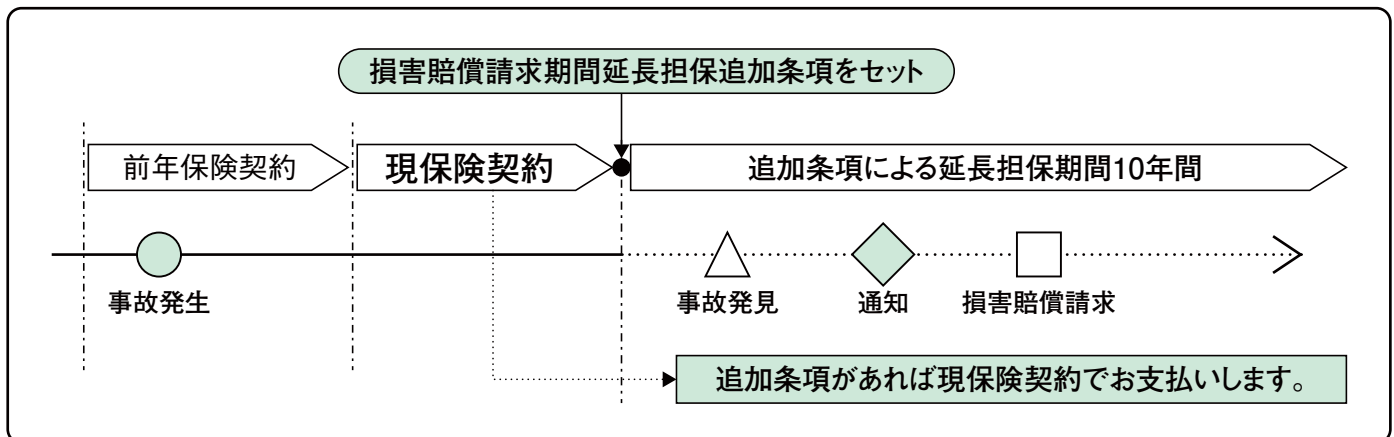 損害賠償請求期間延長担保追加条項をセット
前年保険契約
現保険契約
追加条項による延長担保期間10年間
事故発生
事故発見
通知
損害賠償請求
追加条項があれば現保険契約でお支払いします。